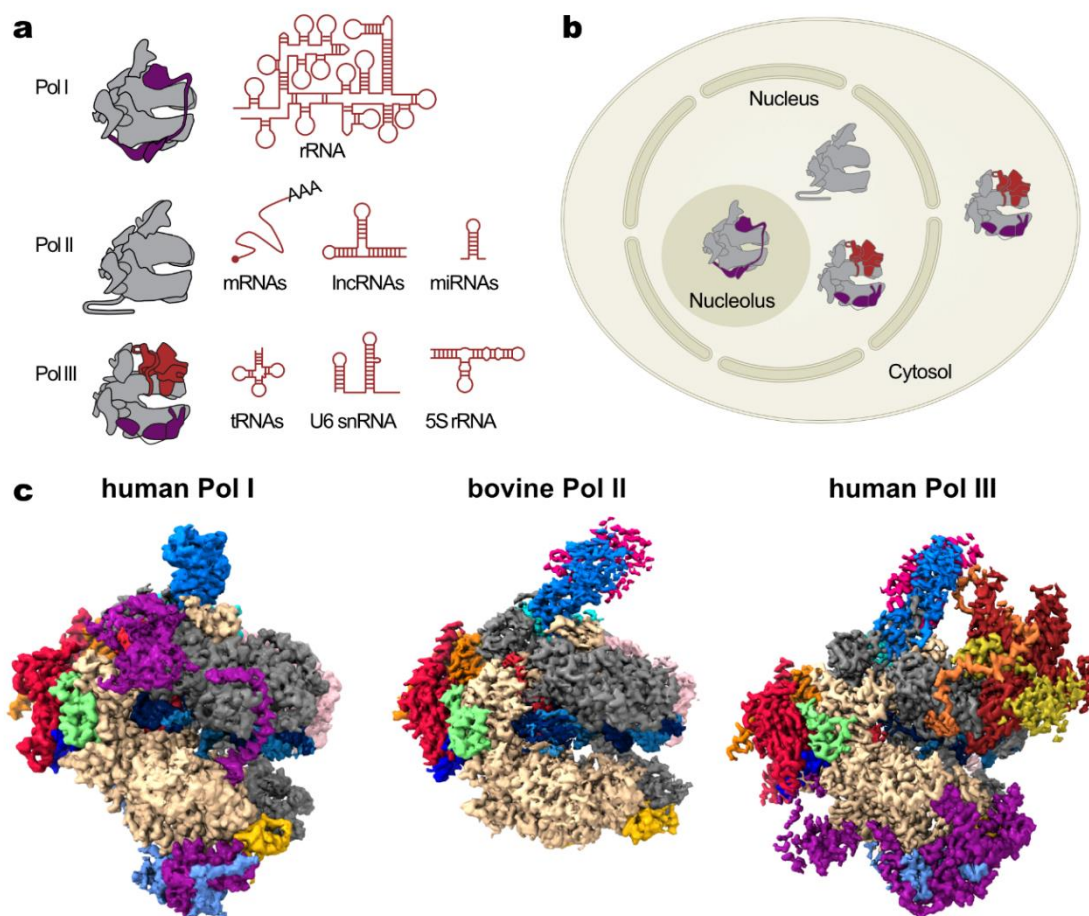 a
Pol I
rRNA
AAA
Pol II
mRNAs
lncRNAs
miRNAs
Pol III
tRNAs
U6 snRNA
5S rRNA
b
Nucleus
Nucleolus
Cytosol
c
human Pol I
bovine Pol II
human Pol III